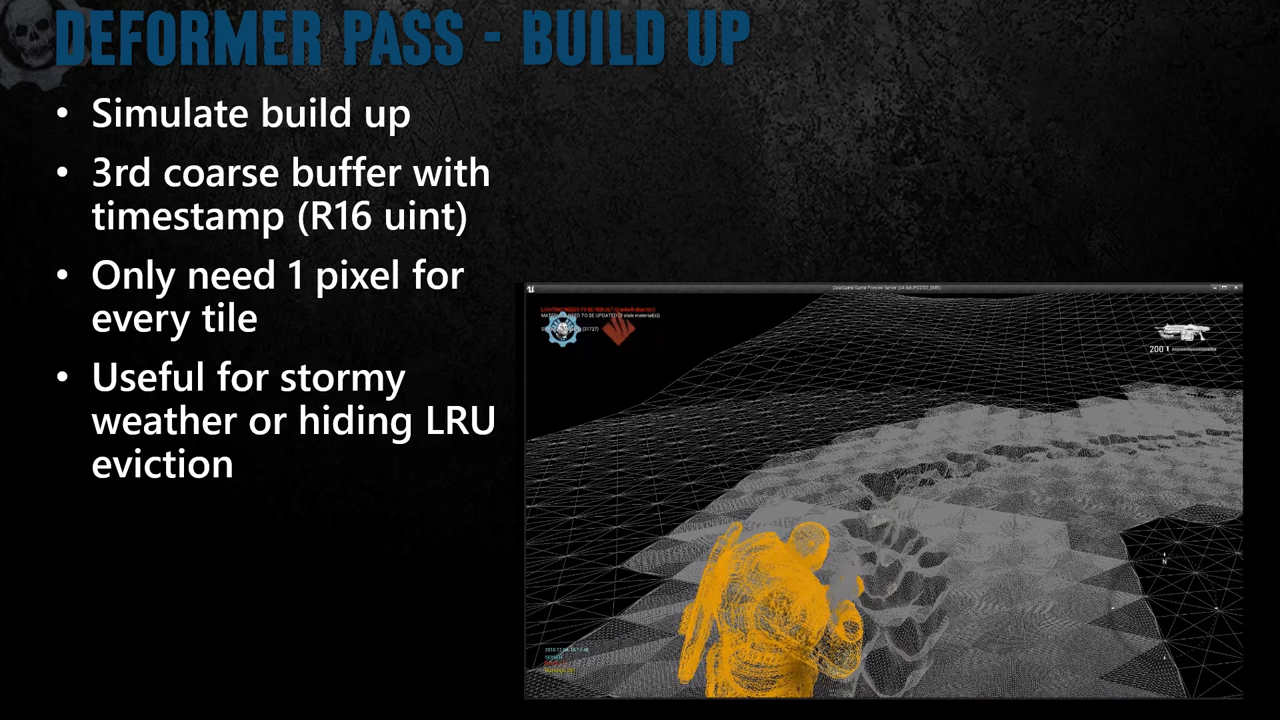 DEFORMER PASS - BUILD UP
• Simulate build up
• 3rd coarse buffer with
timestamp (R16 uint)
• Only need 1 pixel for
every tile
• Useful for stormy
weather or hiding LRU
eviction
200
N